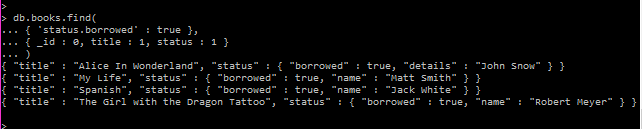 >
> db.books.find(
... { 'status.borrowed' : true },
... { _id : 0, title : 1, status : 1 }
... )
{ "title" : "Alice In Wonderland", "status" : { "borrowed" : true, "details" : "John Snow" } }
{ "title" : "My Life", "status" : { "borrowed" : true, "name" : "Matt Smith" } }
{ "title" : "Spanish", "status" : { "borrowed" : true, "name" : "Jack White" } }
{ "title" : "The Girl with the Dragon Tattoo", "status" : { "borrowed" : true, "name" : "Robert Meyer" } }
>